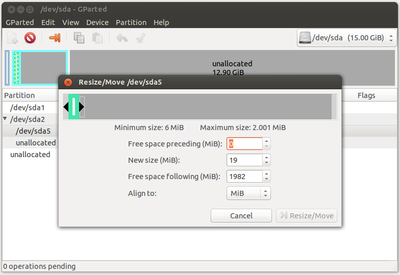 /dev/sda - GParted
GParted Edit View Device Partition Help
/dev/sda (15.00 GiB)
unallocated
12.90 GiB
Partition
Flags
/dev/sda1
/dev/sda2
/dev/sda5
unallocated
unallocated
Resize/Move /dev/sda5
Minimum size: 6 MiB Maximum size: 2.001 MiB
Free space preceding (MiB): 0
New size (MiB): 19
Free space following (MiB): 1982
Align to: MiB
Cancel Resize/Move
0 operations pending